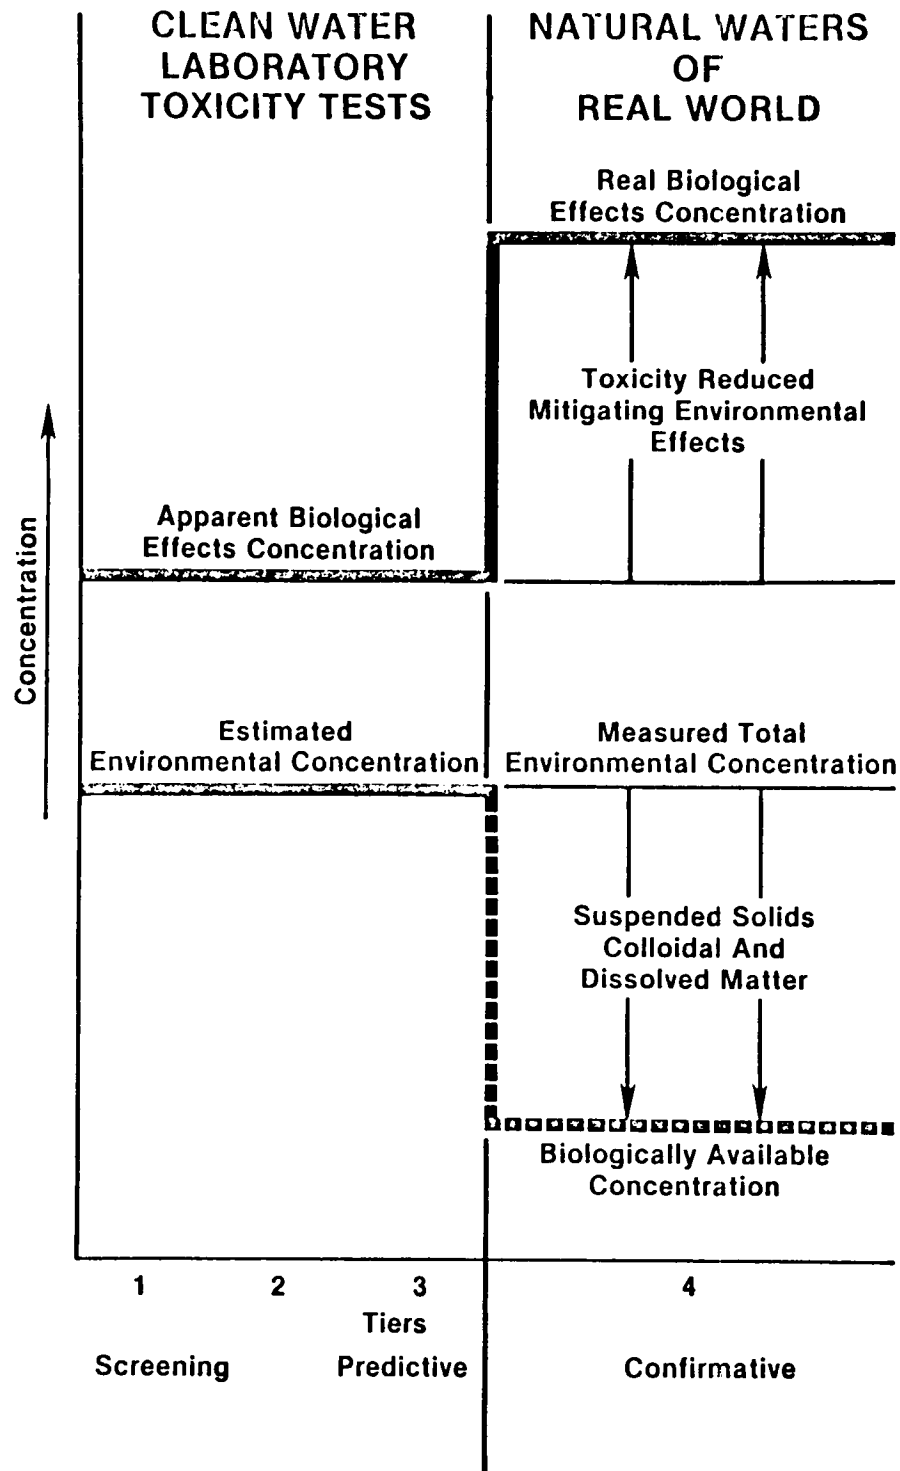 CLEAN WATER
LABORATORY
TOXICITY TESTS
NATURAL WATERS
OF
REAL WORLD
Real Biological
Effects Concentration
Toxicity Reduced
Mitigating Environmental
Effects
Apparent Biological
Effects Concentration
Concentration
Estimated
Environmental Concentration
Measured Total
Environmental Concentration
Suspended Solids
Colloidal And
Dissolved Matter
Biologically Available
Concentration
1 2 3 4
Tiers
Screening Predictive Confirmative